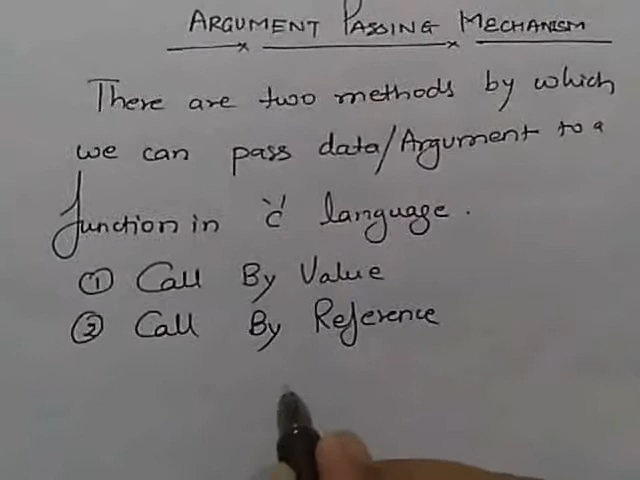 ARGUMENT PASSING MECHANISM
There are two methods by which
we can pass data/Argument to a
function in 'c' language.
① Call By Value
② Call By Reference